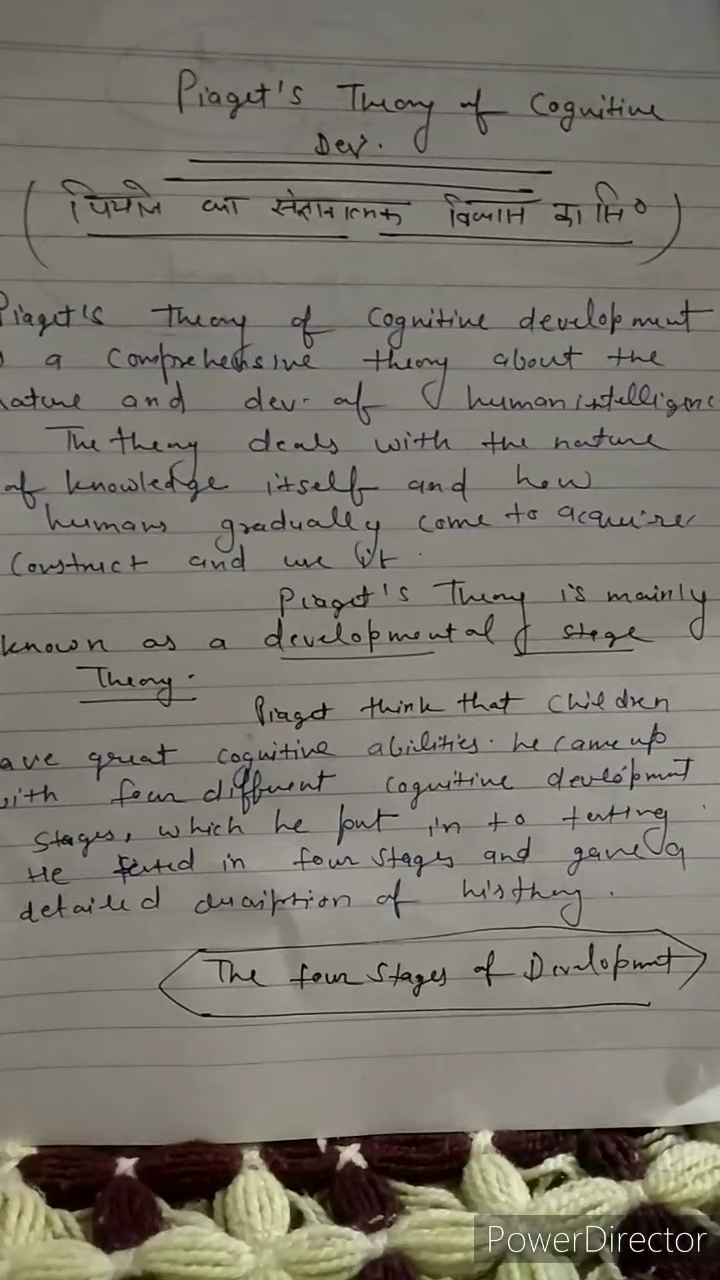 Piaget's Theory of Cognitive
Dev.
(पियाजे का संज्ञानात्मक विकास का सि०)
Piaget's theory of cognitive development
a comprehensive theory about the
nature and dev. of human intelligenc
The theory deals with the nature
of knowledge itself and how
humans gradually come to acquire
construct and use it.
Piaget's Theory is mainly
known as a developmental stage
Theory.
Piaget think that children
ave great cognitive abilities. he came up
with four different cognitive development
stages, which he put in to testing.
He in four stages and gave a
detailed description of his theory.
The four Stages of Development
PowerDirector